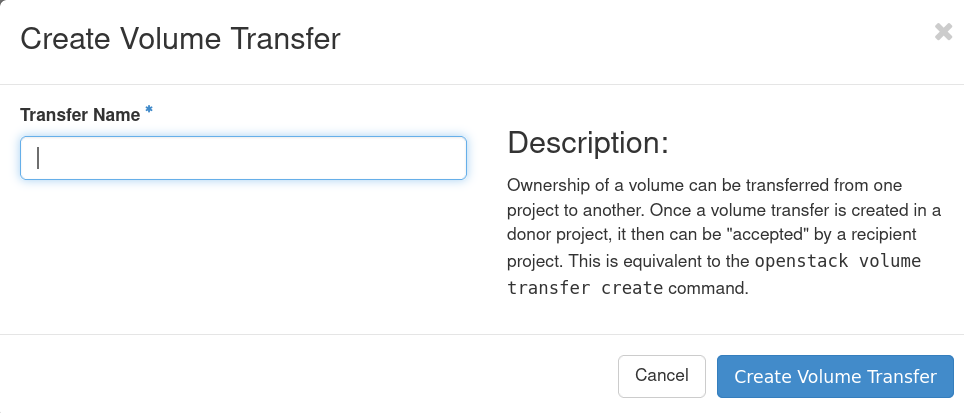 Create Volume Transfer
Transfer Name *
Description:
Ownership of a volume can be transferred from one
project to another. Once a volume transfer is created in a
donor project, it then can be "accepted" by a recipient
project. This is equivalent to the openstack volume
transfer create command.
Cancel
Create Volume Transfer